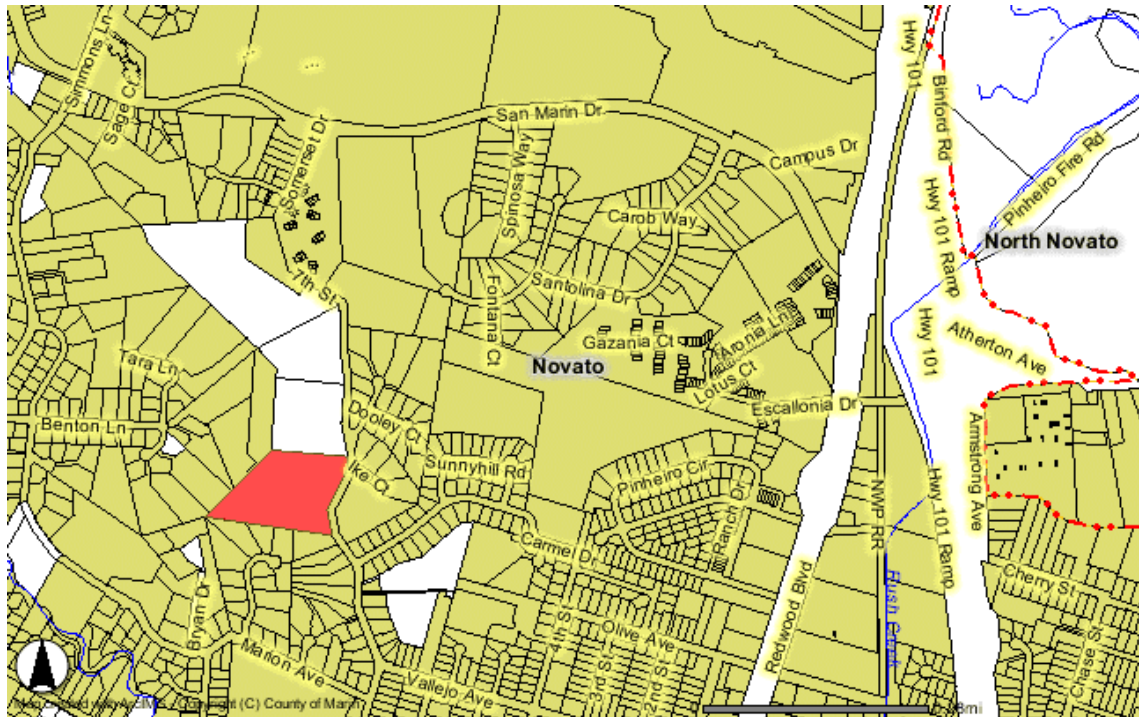 Simmons Ln
Sage Ct
Somerset Dr
San Marin Dr
Spinosa Way
Campus Dr
Hwy 101
Binford Rd
Pinheiro Fire Rd
Hwy 101 Ramp
North Novato
Carob Way
7th St
Santolina Dr
Fontana Ct
Gazania Ct
Aronia Ln
Novato
Lotus Ct
Hwy 101
Atherton Ave
Tara Ln
Benton Ln
Dooley Ct
Escallonia Dr
Armstrong Ave
Sunnyhill Rd
Ike Ct
Pinheiro Cir
Ranch Dr
NWP RR
Hwy 101 Ramp
Carmel Dr
Redwood Blvd
Rush Creek
Cherry St
Bryan Dr
Marion Ave
4th St
Olive Ave
3rd St
2nd St
Vallejo Ave
Chase St
Map created with ArcIMS - Copyright (C) County of Marin